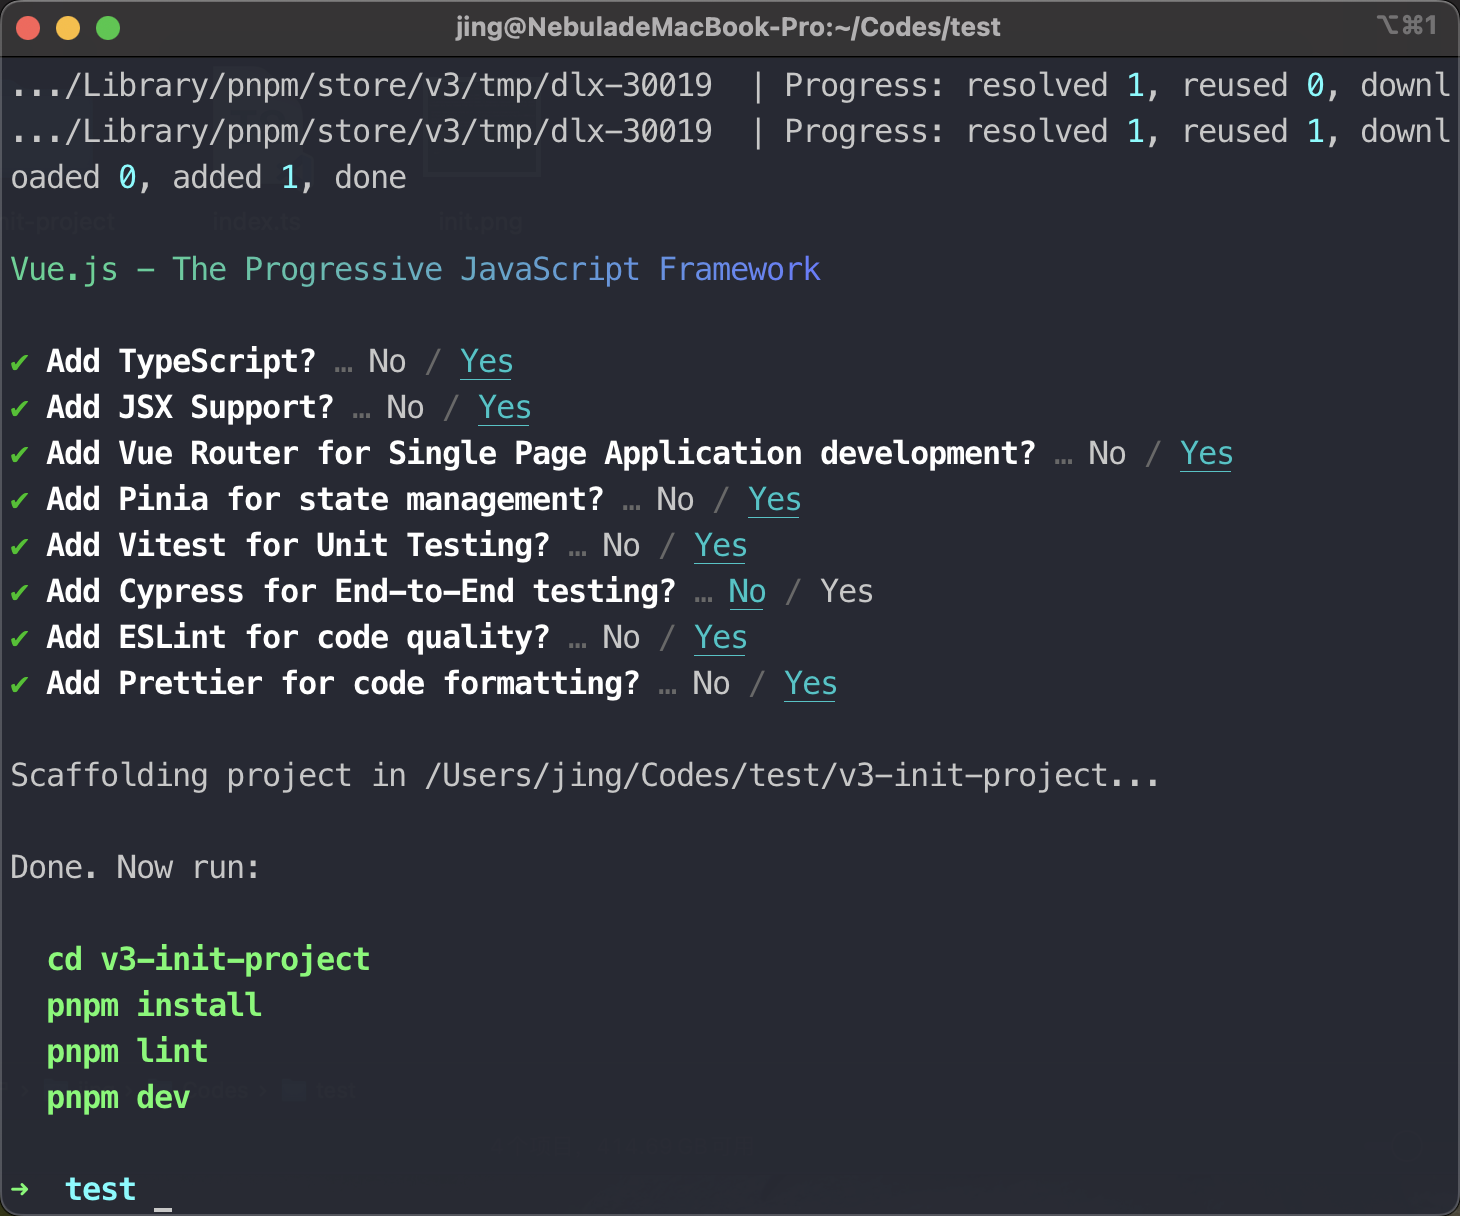 jing@NebuladeMacBook-Pro:~/Codes/test ⌥⌘1
.../Library/pnpm/store/v3/tmp/dlx-30019  | Progress: resolved 1, reused 0, downl
.../Library/pnpm/store/v3/tmp/dlx-30019  | Progress: resolved 1, reused 1, downl
oaded 0, added 1, done
index.ts init.png
Vue.js - The Progressive JavaScript Framework
✔ Add TypeScript? … No / Yes
✔ Add JSX Support? … No / Yes
✔ Add Vue Router for Single Page Application development? … No / Yes
✔ Add Pinia for state management? … No / Yes
✔ Add Vitest for Unit Testing? … No / Yes
✔ Add Cypress for End-to-End testing? … No / Yes
✔ Add ESLint for code quality? … No / Yes
✔ Add Prettier for code formatting? … No / Yes
Scaffolding project in /Users/jing/Codes/test/v3-init-project...
Done. Now run:
cd v3-init-project
pnpm install
pnpm lint
pnpm dev
➜  test _